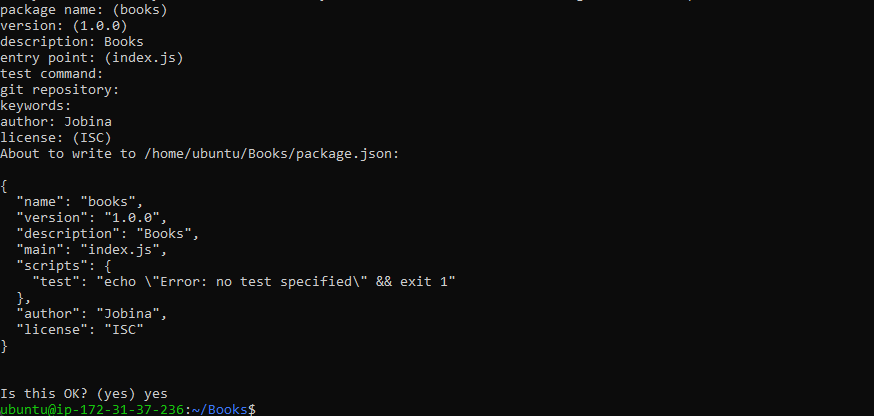 package name: (books)
version: (1.0.0)
description: Books
entry point: (index.js)
test command:
git repository:
keywords:
author: Jobina
license: (ISC)
About to write to /home/ubuntu/Books/package.json:
{
  "name": "books",
  "version": "1.0.0",
  "description": "Books",
  "main": "index.js",
  "scripts": {
    "test": "echo \"Error: no test specified\" && exit 1"
  },
  "author": "Jobina",
  "license": "ISC"
}
Is this OK? (yes) yes
ubuntu@ip-172-31-37-236:~/Books$